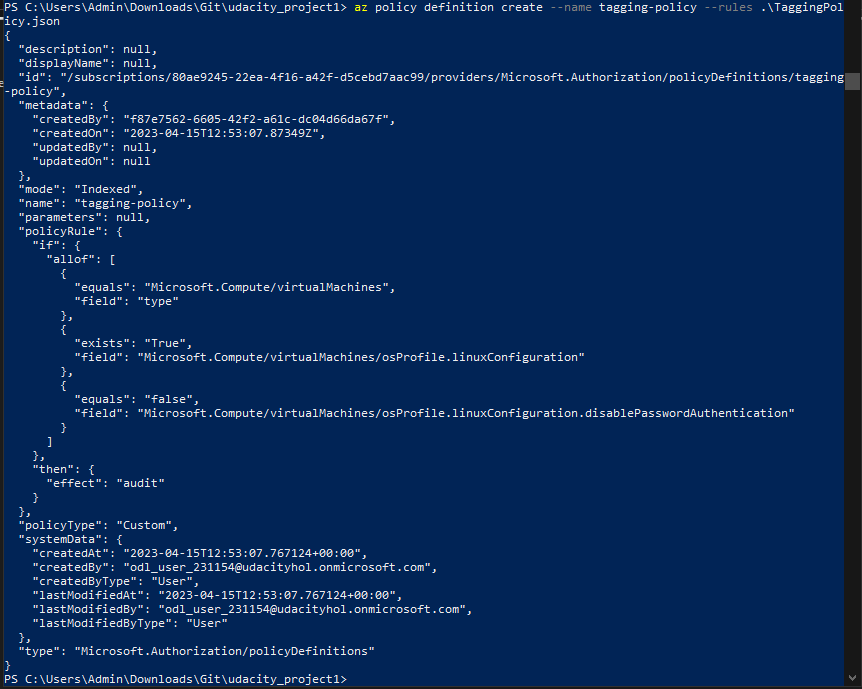 PS C:\Users\Admin\Downloads\Git\udacity_project1> az policy definition create --name tagging-policy --rules .\TaggingPol
icy.json
{
  "description": null,
  "displayName": null,
  "id": "/subscriptions/80ae9245-22ea-4f16-a42f-d5cebd7aac99/providers/Microsoft.Authorization/policyDefinitions/tagging
-policy",
  "metadata": {
    "createdBy": "f87e7562-6605-42f2-a61c-dc04d66da67f",
    "createdOn": "2023-04-15T12:53:07.87349Z",
    "updatedBy": null,
    "updatedOn": null
  },
  "mode": "Indexed",
  "name": "tagging-policy",
  "parameters": null,
  "policyRule": {
    "if": {
      "allof": [
        {
          "equals": "Microsoft.Compute/virtualMachines",
          "field": "type"
        },
        {
          "exists": "True",
          "field": "Microsoft.Compute/virtualMachines/osProfile.linuxConfiguration"
        },
        {
          "equals": "false",
          "field": "Microsoft.Compute/virtualMachines/osProfile.linuxConfiguration.disablePasswordAuthentication"
        }
      ]
    },
    "then": {
      "effect": "audit"
    }
  },
  "policyType": "Custom",
  "systemData": {
    "createdAt": "2023-04-15T12:53:07.767124+00:00",
    "createdBy": "odl_user_231154@udacityhol.onmicrosoft.com",
    "createdByType": "User",
    "lastModifiedAt": "2023-04-15T12:53:07.767124+00:00",
    "lastModifiedBy": "odl_user_231154@udacityhol.onmicrosoft.com",
    "lastModifiedByType": "User"
  },
  "type": "Microsoft.Authorization/policyDefinitions"
}
PS C:\Users\Admin\Downloads\Git\udacity_project1>